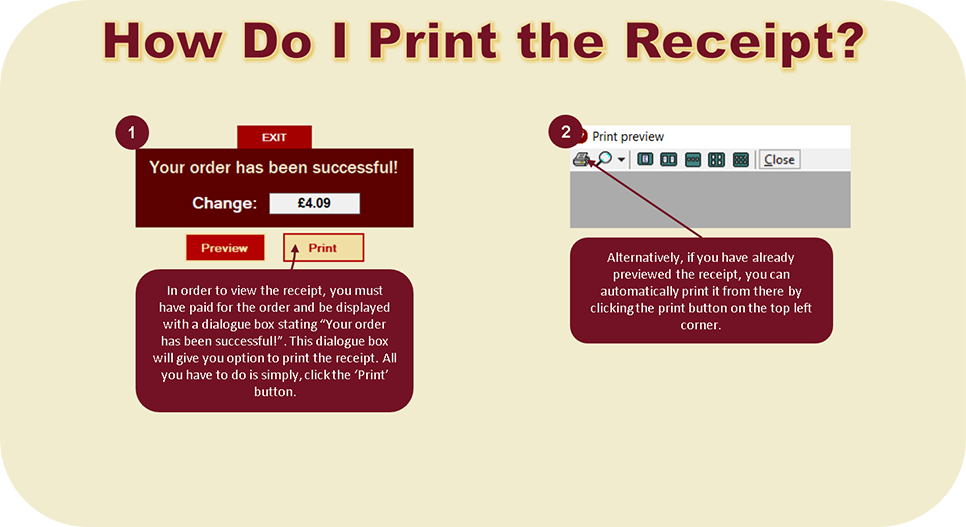 How Do I Print the Receipt?
1
EXIT
Your order has been successful!
Change: £4.09
Preview Print
In order to view the receipt, you must
have paid for the order and be displayed
with a dialogue box stating “Your order
has been successful!”. This dialogue box
will give you option to print the receipt. All
you have to do is simply, click the ‘Print’
button.
2
Print preview
Close
Alternatively, if you have already
previewed the receipt, you can
automatically print it from there by
clicking the print button on the top left
corner.